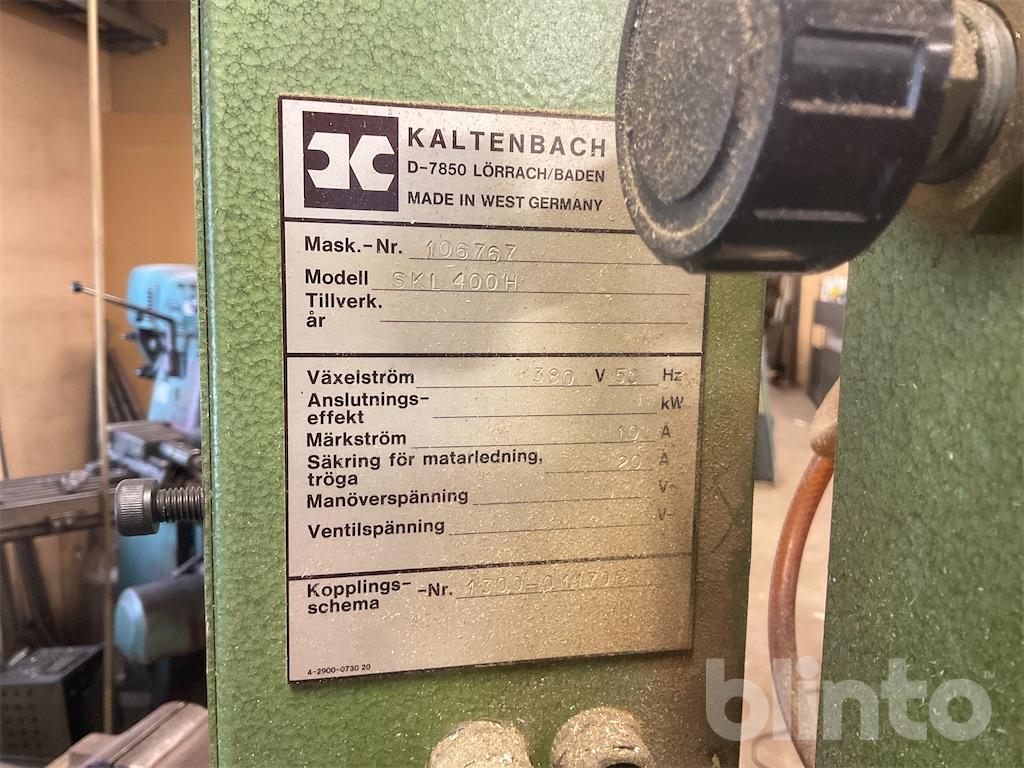 KALTENBACH
D-7850 LÖRRACH/BADEN
MADE IN WEST GERMANY
Mask.-Nr. 106767
Modell SKL 400H
Tillverk.
år
Växelström 380 V 50 Hz
Anslutnings-
effekt kW
Märkström 10 A
Säkring för matarledning, 20 A
tröga
Manöverspänning V~
Ventilspänning V~
Kopplings-
schema -Nr.
4-2900-0730 20
blinto™